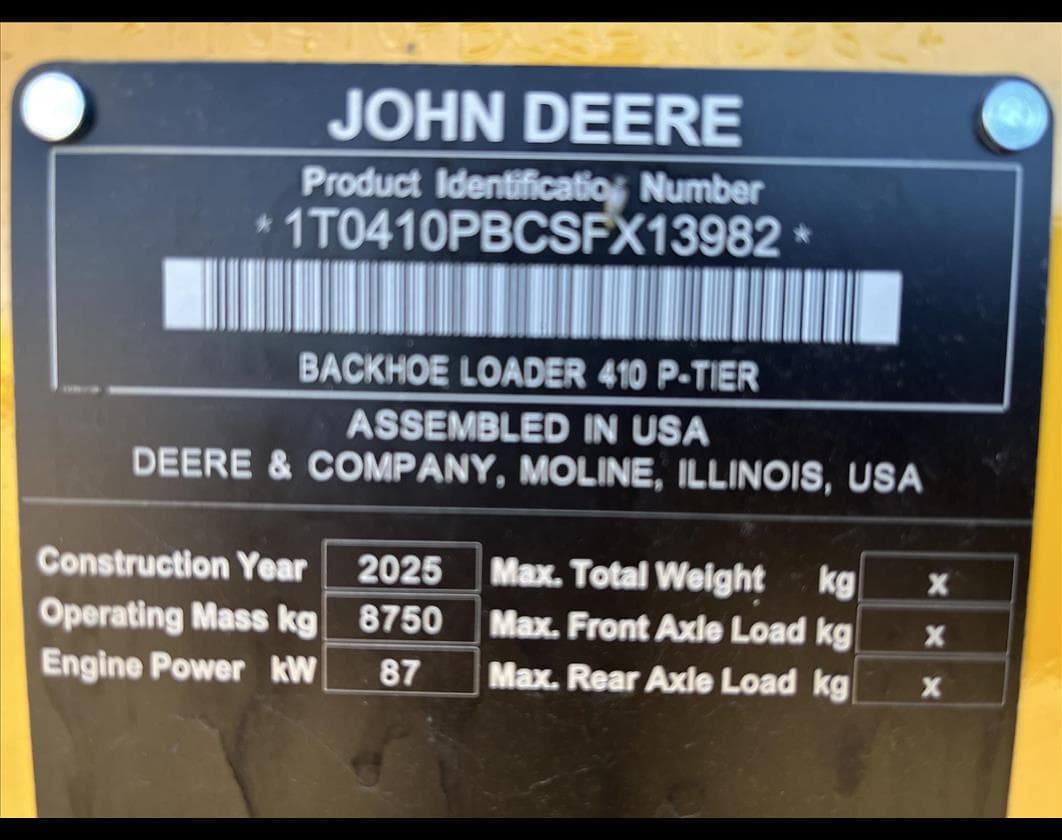 JOHN DEERE
Product Identification Number
*1T0410PBCSFX13982*
BACKHOE LOADER 410 P-TIER
ASSEMBLED IN USA
DEERE & COMPANY, MOLINE, ILLINOIS, USA
Construction Year 2025 Max. Total Weight kg x
Operating Mass kg 8750 Max. Front Axle Load kg x
Engine Power kW 87 Max. Rear Axle Load kg x